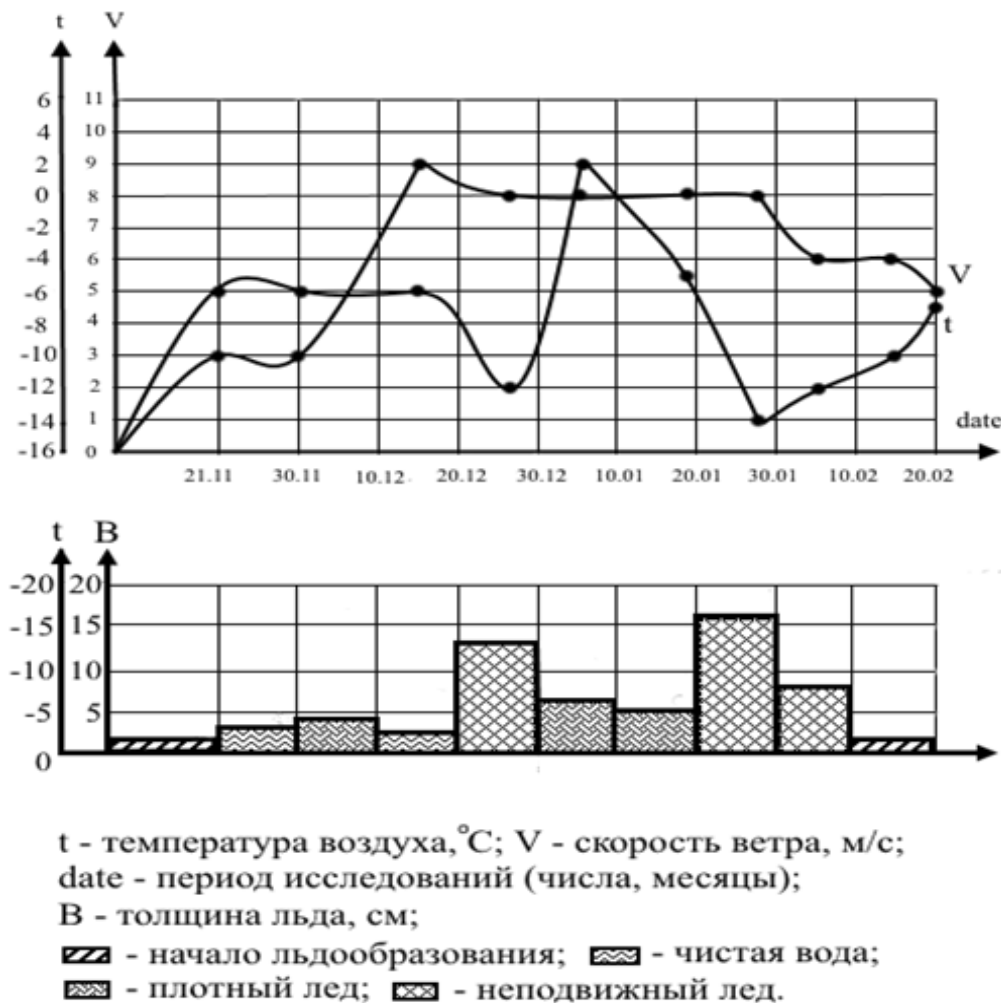 t V
6 11
4 10
2 9
0 8
-2 7
-4 6
-6 5
-8 4
-10 3
-12 2
-14 1
-16 0
V
t
date
21.11 30.11 10.12 20.12 30.12 10.01 20.01 30.01 10.02 20.02
t B
-20 20
-15 15
-10 10
-5 5
0
t - температура воздуха,°C; V - скорость ветра, м/с;
date - период исследований (числа, месяцы);
В - толщина льда, см;
- начало льдообразования; - чистая вода;
- плотный лед; - неподвижный лед.